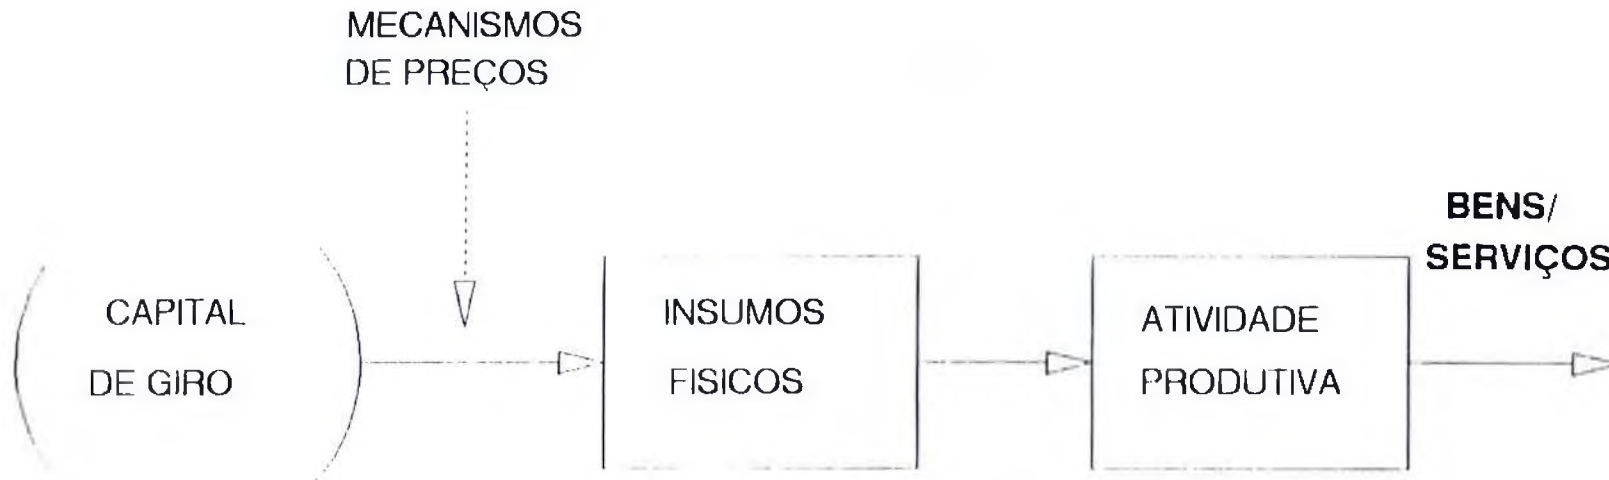 MECANISMOS
DE PREÇOS
BENS/
SERVIÇOS
CAPITAL
DE GIRO
INSUMOS
FISICOS
ATIVIDADE
PRODUTIVA